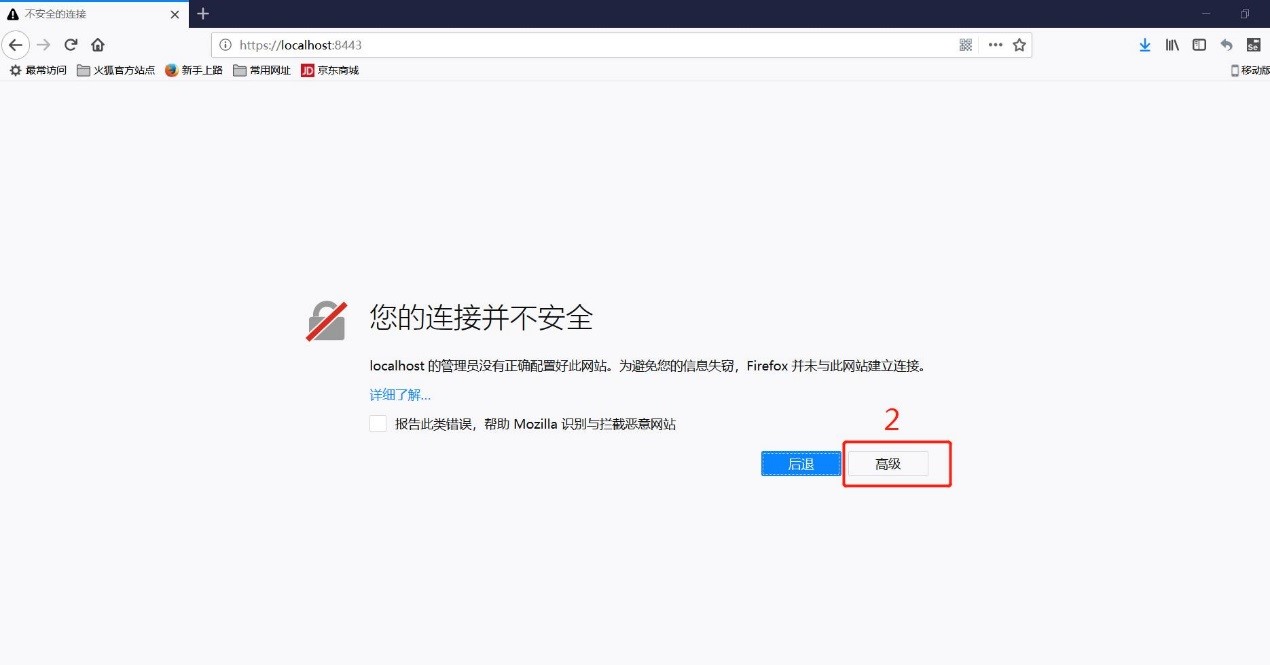 不安全的连接
https://localhost:8443
最常访问 火狐官方站点 新手上路 常用网址 JD 京东商城 移动版
您的连接并不安全
localhost 的管理员没有正确配置好此网站。为避免您的信息失窃，Firefox 并未与此网站建立连接。
详细了解...
报告此类错误，帮助 Mozilla 识别与拦截恶意网站
2
后退 高级